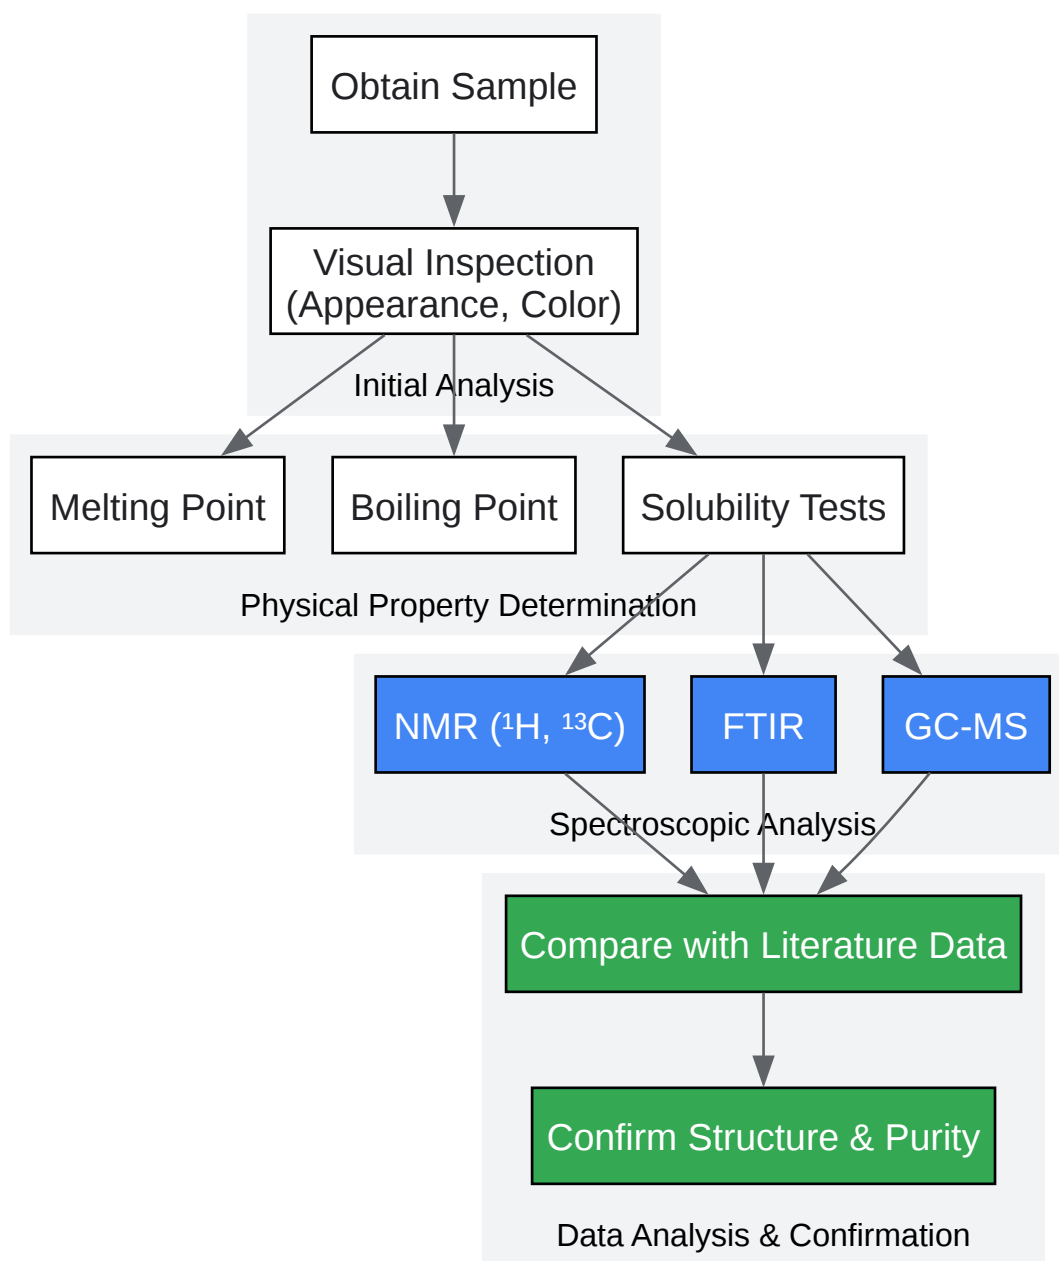 Obtain Sample
Visual Inspection
(Appearance, Color)
Initial Analysis
Melting Point
Boiling Point
Solubility Tests
Physical Property Determination
NMR (¹H, ¹³C)
FTIR
GC-MS
Spectroscopic Analysis
Compare with Literature Data
Confirm Structure & Purity
Data Analysis & Confirmation